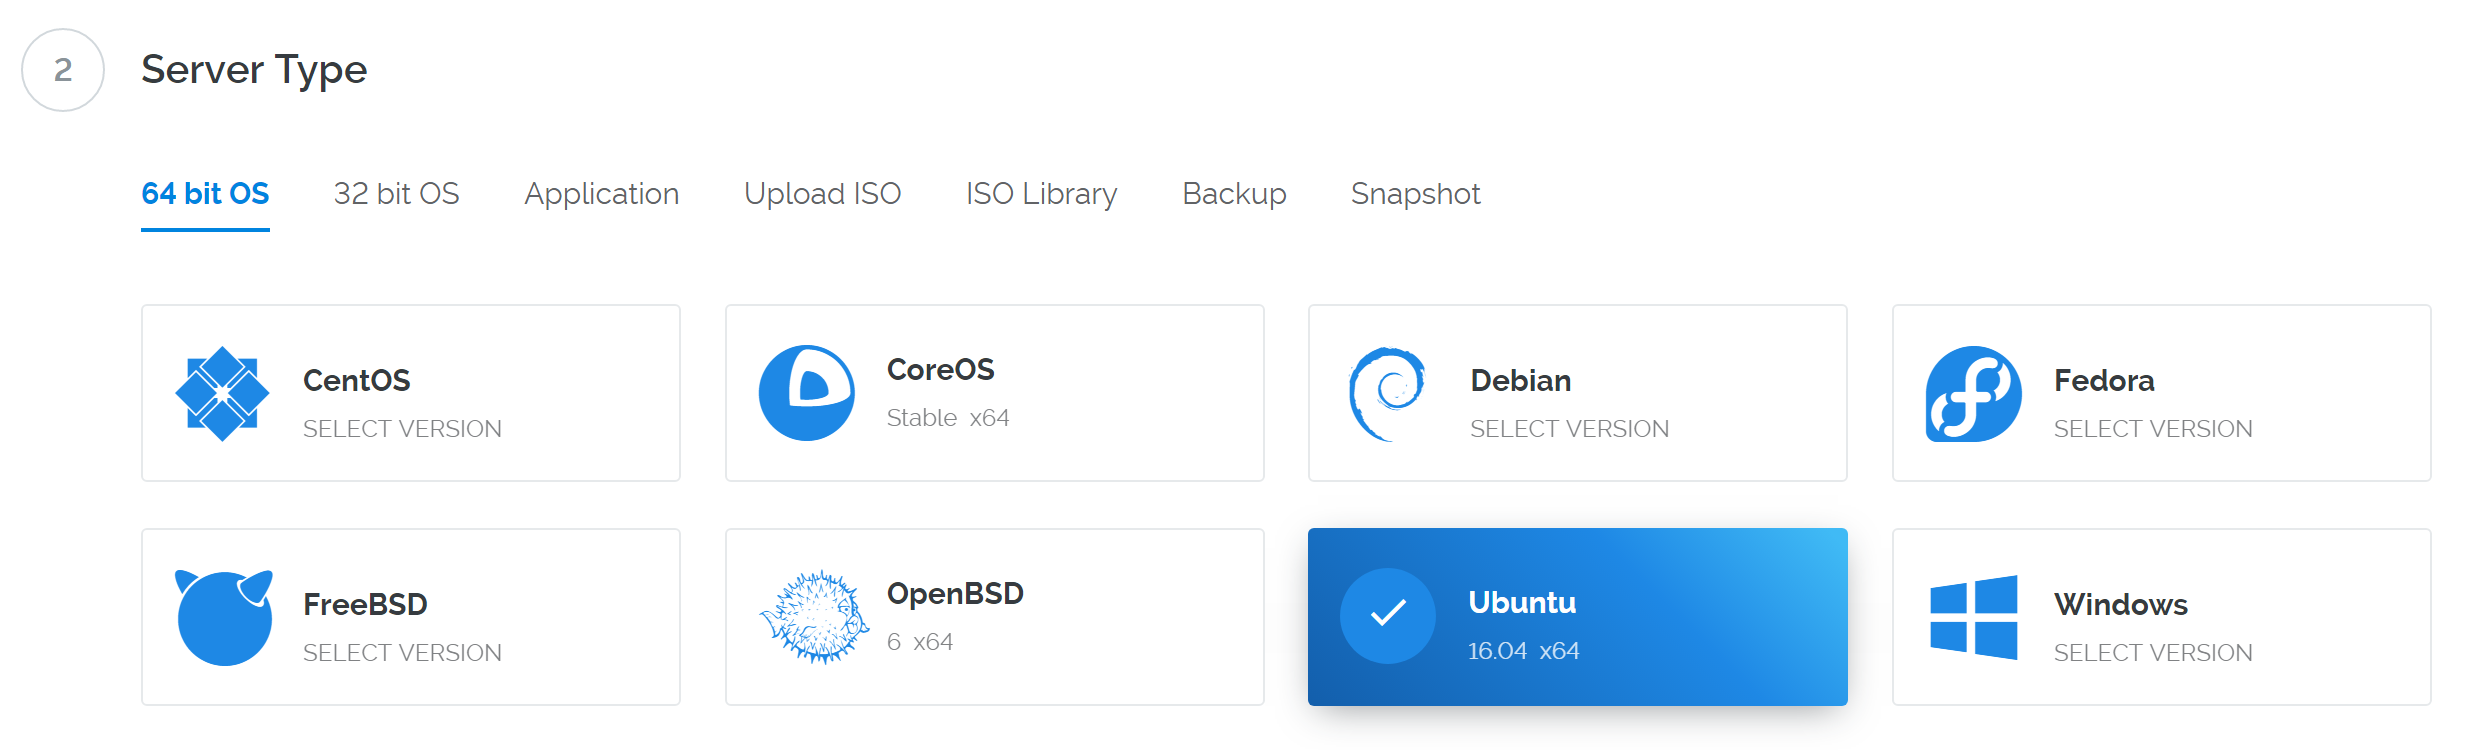 2
Server Type
64 bit OS
32 bit OS
Application
Upload ISO
ISO Library
Backup
Snapshot
CentOS
SELECT VERSION
CoreOS
Stable x64
Debian
SELECT VERSION
Fedora
SELECT VERSION
FreeBSD
SELECT VERSION
OpenBSD
6 x64
Ubuntu
16.04 x64
Windows
SELECT VERSION